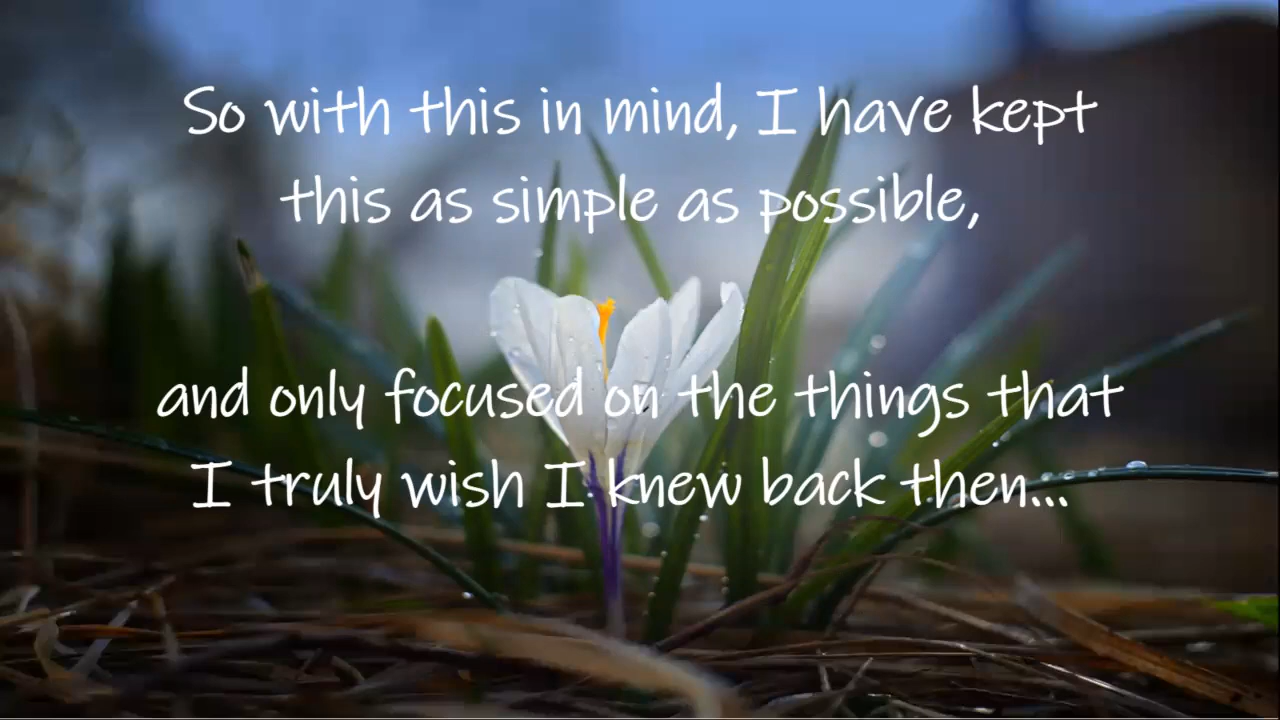 So with this in mind, I have kept
this as simple as possible,
and only focused on the things that
I truly wish I knew back then...